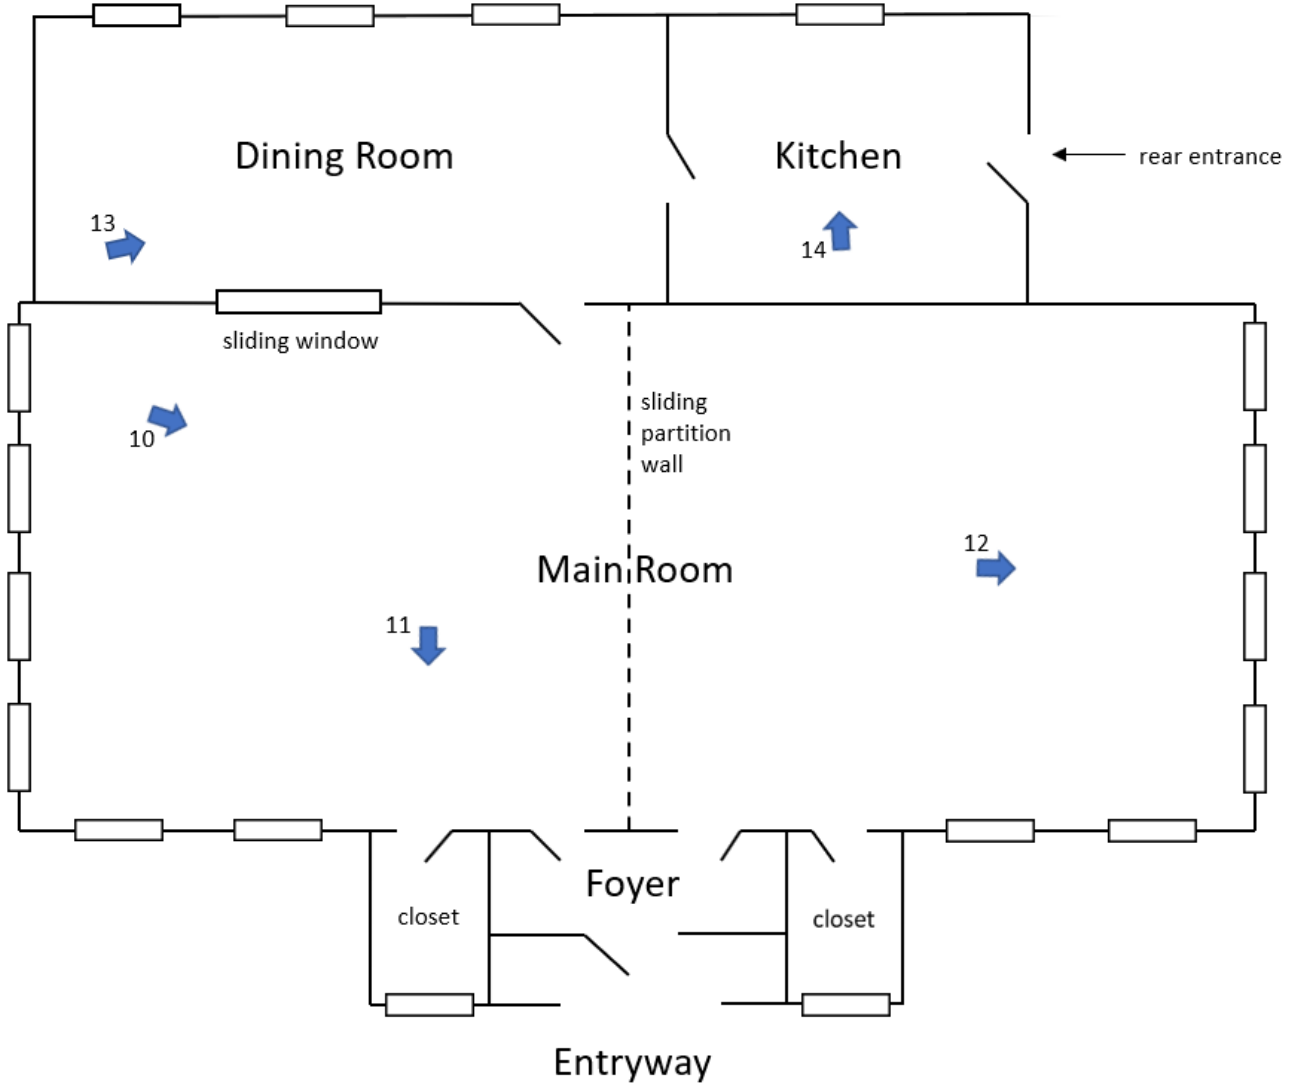 Dining Room
Kitchen
rear entrance
13
14
sliding window
sliding
partition
wall
10
12
Main Room
11
Foyer
closet
closet
Entryway